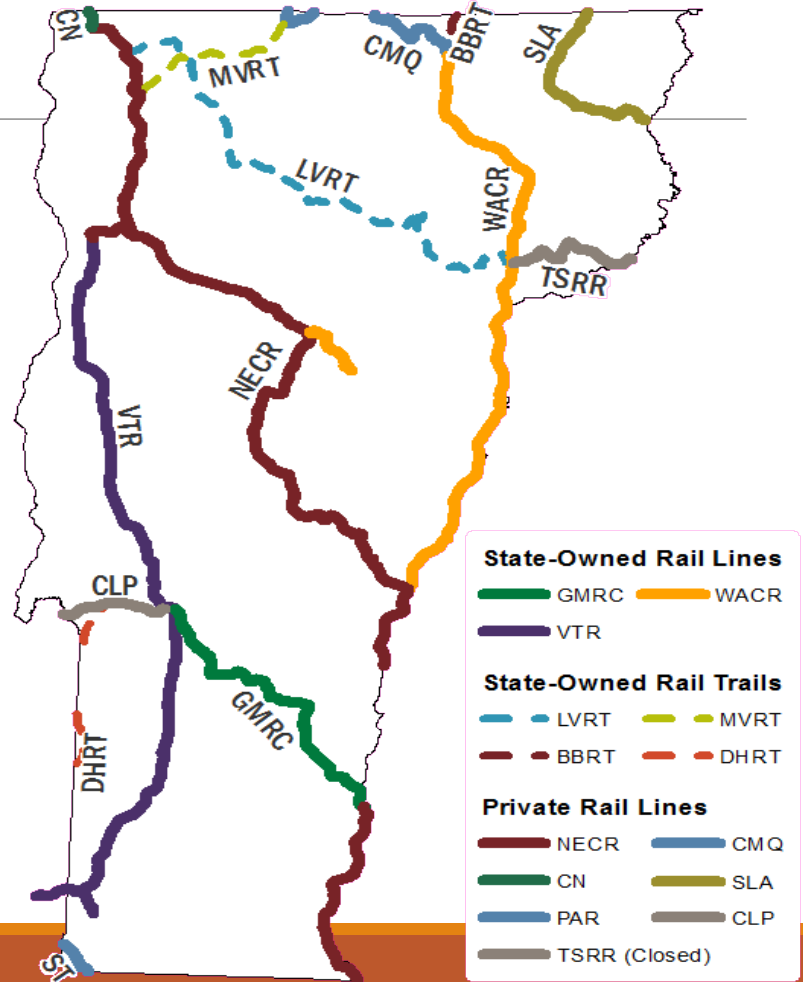 CN
MVRT
CMQ
BBRT
SLA
LVRT
WACR
TSRR
NECR
VTR
CLP
GMRC
DHRT
ST
State-Owned Rail Lines
GMRC WACR
VTR
State-Owned Rail Trails
LVRT MVRT
BBRT DHRT
Private Rail Lines
NECR CMQ
CN SLA
PAR CLP
TSRR (Closed)